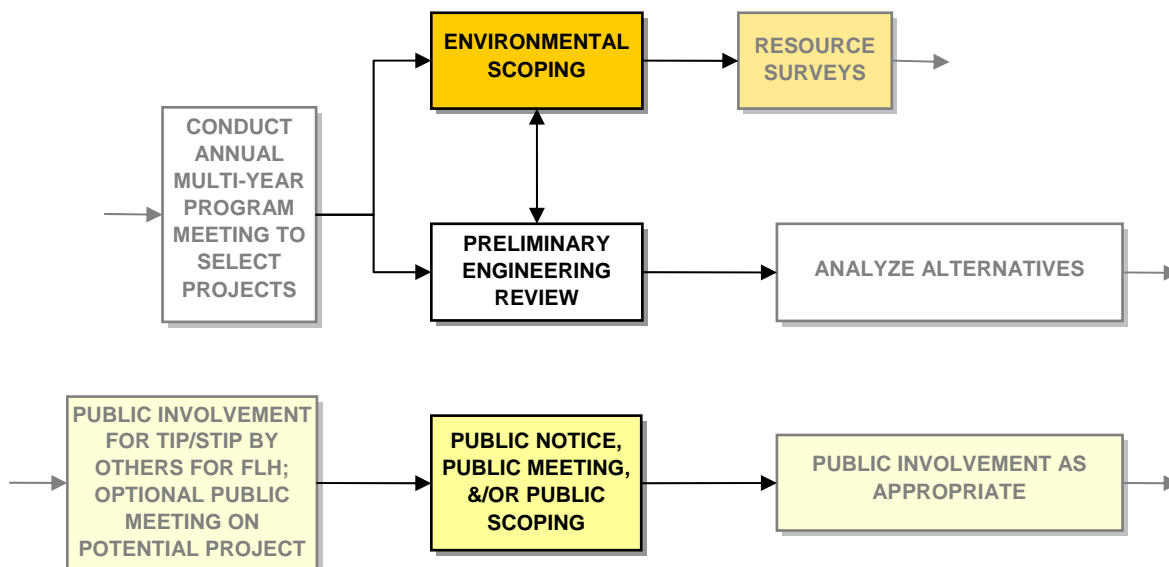 ENVIRONMENTAL
SCOPING
RESOURCE
SURVEYS
CONDUCT
ANNUAL
MULTI-YEAR
PROGRAM
MEETING TO
SELECT
PROJECTS
PRELIMINARY
ENGINEERING
REVIEW
ANALYZE ALTERNATIVES
PUBLIC INVOLVEMENT
FOR TIP/STIP BY
OTHERS FOR FLH;
OPTIONAL PUBLIC
MEETING ON
POTENTIAL PROJECT
PUBLIC NOTICE,
PUBLIC MEETING,
&/OR PUBLIC
SCOPING
PUBLIC INVOLVEMENT AS
APPROPRIATE